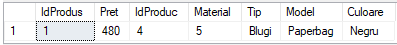 IdProdus Pret IdProduc Material Tip Model Culoare
1 1 480 4 5 Blugi Paperbag Negru